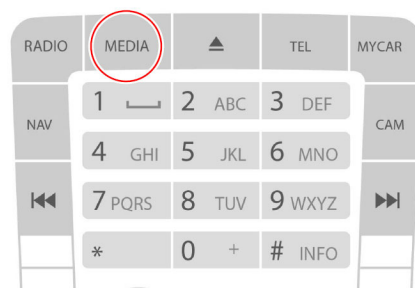 RADIO MEDIA TEL MYCAR
1 2 ABC 3 DEF
NAV CAM
4 GHI 5 JKL 6 MNO
7 PQRS 8 TUV 9 WXYZ
* 0 + # INFO